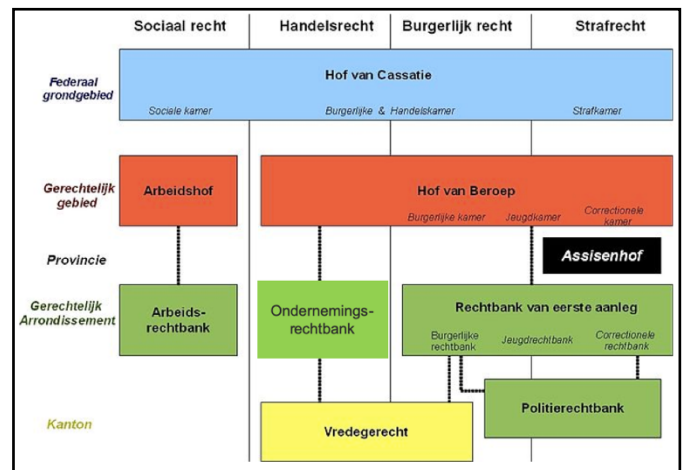 Sociaal recht
Handelsrecht
Burgerlijk recht
Strafrecht
Federaal
grondgebied
Hof van Cassatie
Sociale kamer
Burgerlijke & Handelskamer
Strafkamer
Gerechtelijk
gebied
Arbeidshof
Hof van Beroep
Burgerlijke kamer
Jeugdkamer
Correctionele
kamer
Provincie
Assisenhof
Gerechtelijk
Arrondissement
Arbeids-
rechtbank
Ondernemings-
rechtbank
Rechtbank van eerste aanleg
Burgerlijke
rechtbank
Jeugdrechtbank
Correctionele
rechtbank
Kanton
Vredegerecht
Politierechtbank